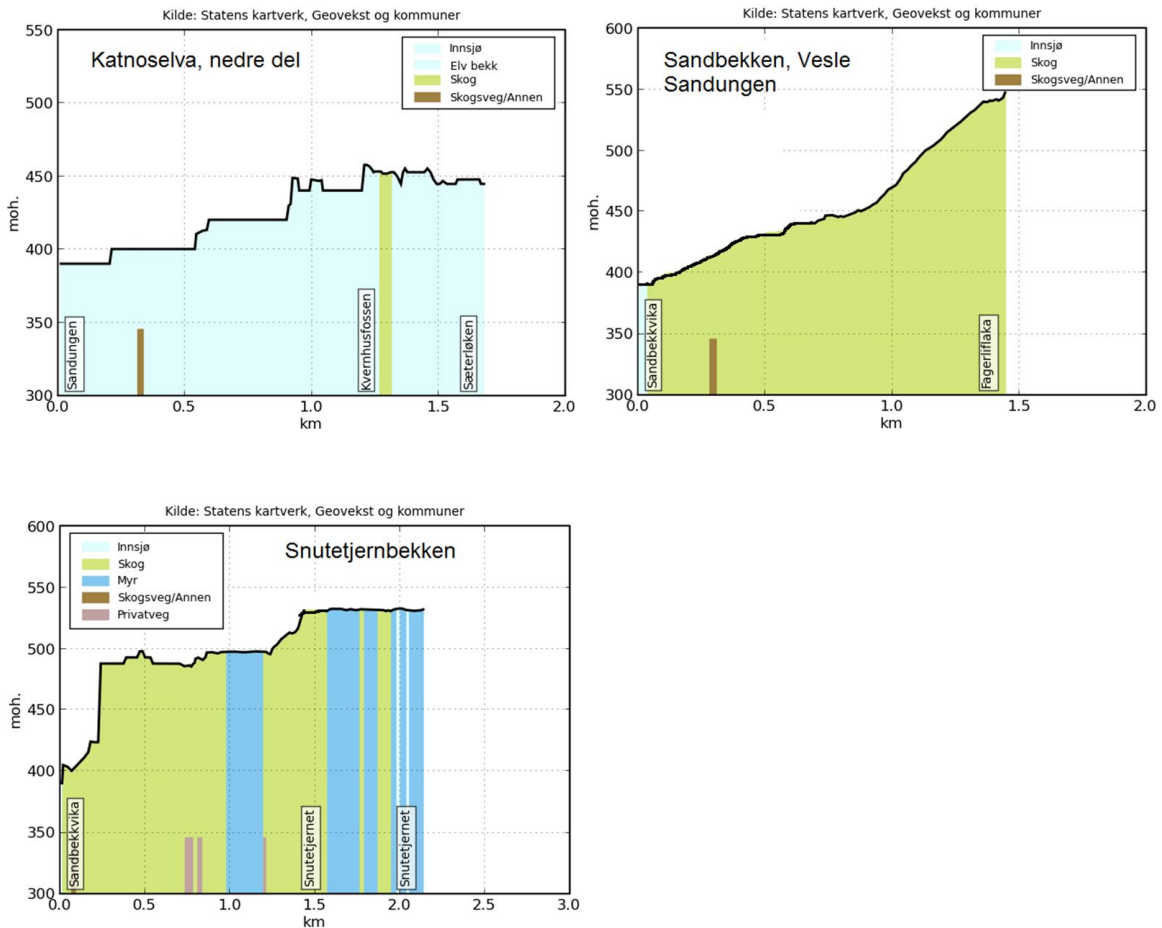 Kilde: Statens kartverk, Geovekst og kommuner
Katnoselva, nedre del
Innsjø
Elv bekk
Skog
Skogsveg/Annen
550
500
450
400
350
300
moh.
Sandungen
Kvernhusfossen
Sæterløken
0.0 0.5 1.0 1.5 2.0
km
Kilde: Statens kartverk, Geovekst og kommuner
Sandbekken, Vesle
Sandungen
Innsjø
Skog
Skogsveg/Annen
600
550
500
450
400
350
300
moh.
Sandbekkvika
Fagerliflaka
0.0 0.5 1.0 1.5 2.0
km
Kilde: Statens kartverk, Geovekst og kommuner
Snutetjernbekken
Innsjø
Skog
Myr
Skogsveg/Annen
Privatveg
600
550
500
450
400
350
300
moh.
Sandbekkvika
Snutetjernet
Snutetjernet
0.0 0.5 1.0 1.5 2.0 2.5 3.0
km